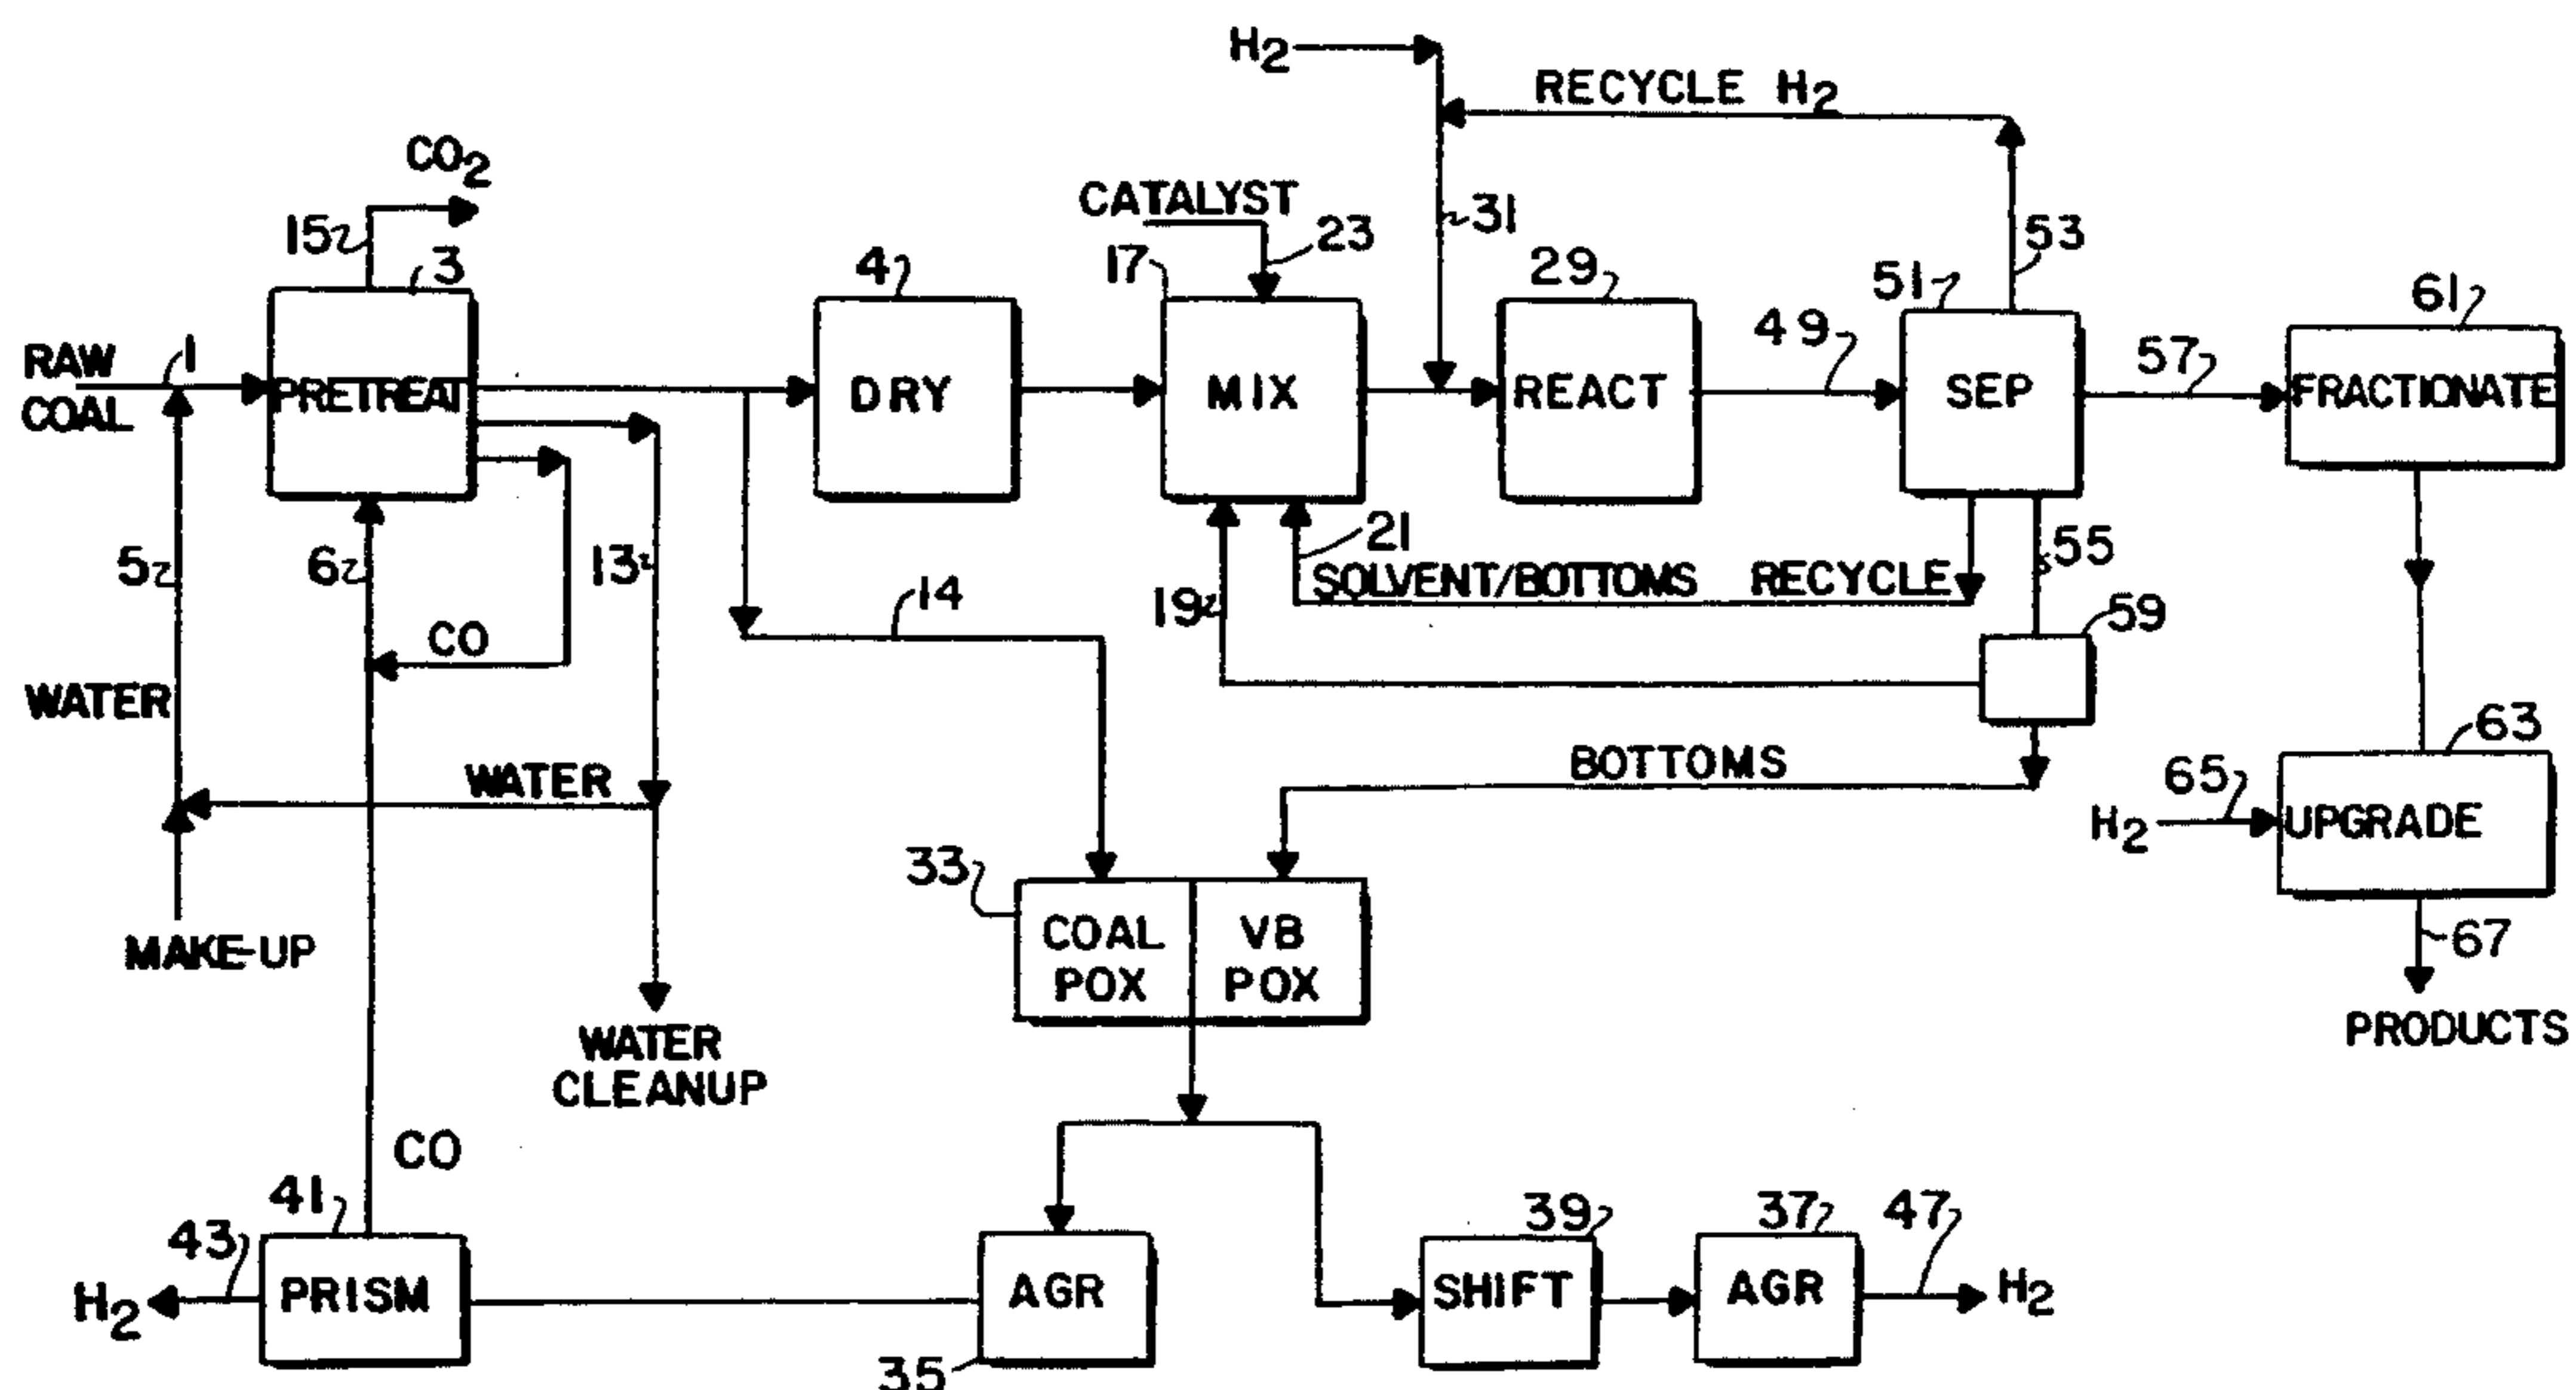 H2
RECYCLE H2
CO2
CATALYST
31
15
23
53
3
4
17
29
51
61
RAW
COAL
1
49
57
PRETREAT
DRY
MIX
REACT
SEP
FRACTIONATE
5
6
13
21
55
SOLVENT/BOTTOMS RECYCLE
14
19
59
CO
WATER
63
WATER
BOTTOMS
65
H2
UPGRADE
33
MAKE-UP
COAL
POX
VB
POX
67
WATER
CLEANUP
PRODUCTS
CO
41
43
39
37
47
H2
PRISM
AGR
SHIFT
AGR
H2
35